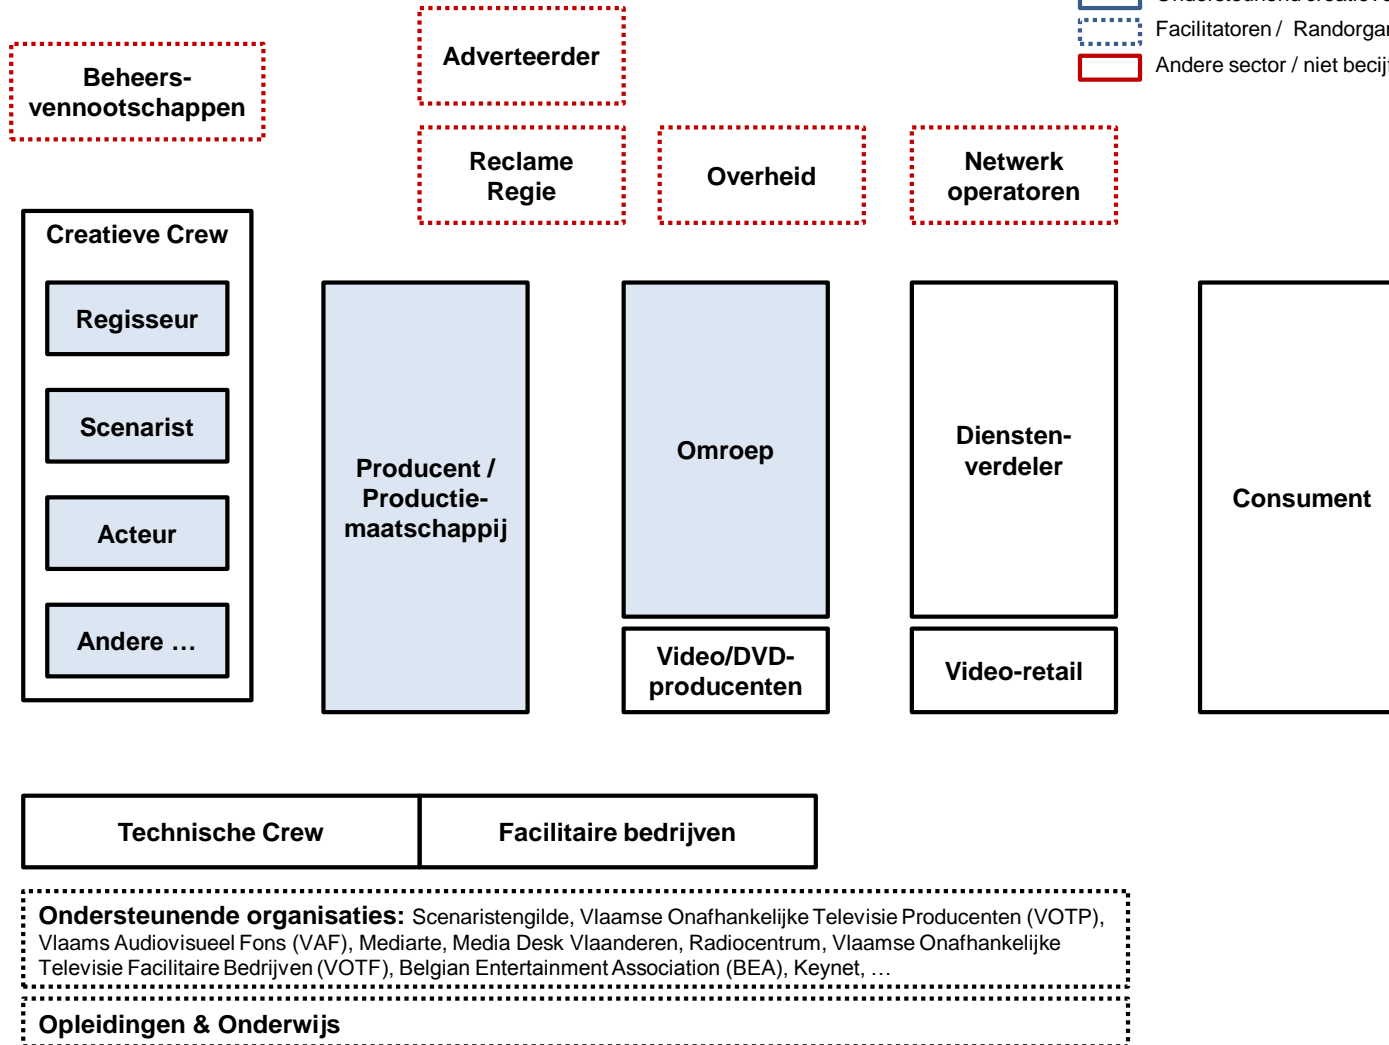 Facilitatoren / 
Andere sector / niet
Adverteerder
Beheers-
vennootschappen
Reclame
Regie
Overheid
Netwerk
operatoren
Creatieve Crew
Regisseur
Scenarist
Acteur
Andere …
Producent /
Productie-
maatschappij
Omroep
Video/DVD-
producenten
Diensten-
verdeler
Video-retail
Consument
Technische Crew
Facilitaire bedrijven
Ondersteunende organisaties: Scenaristengilde, Vlaamse Onafhankelijke Televisie Producenten (VOTP),
Vlaams Audiovisueel Fons (VAF), Mediarte, Media Desk Vlaanderen, Radiocentrum, Vlaamse Onafhankelijke
Televisie Facilitaire Bedrijven (VOTF), Belgian Entertainment Association (BEA), Keynet, …
Opleidingen & Onderwijs